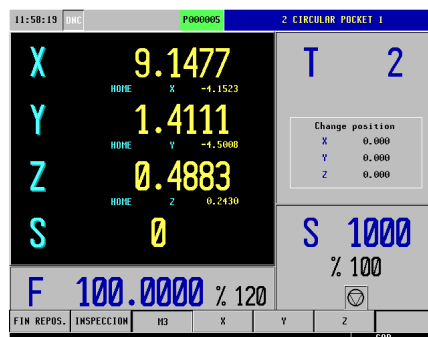 11:58:19 DNC P000005 2 CIRCULAR POCKET 1
X 9.1477
HOME X -4.1523
Y 1.4111
HOME Y -4.5008
Z 0.4883
HOME Z 0.2430
S 0
F 100.0000 % 120
T 2
Change position
X 0.000
Y 0.000
Z 0.000
S 1000
% 100
FIN REPOS. INSPECCION M3 X Y Z